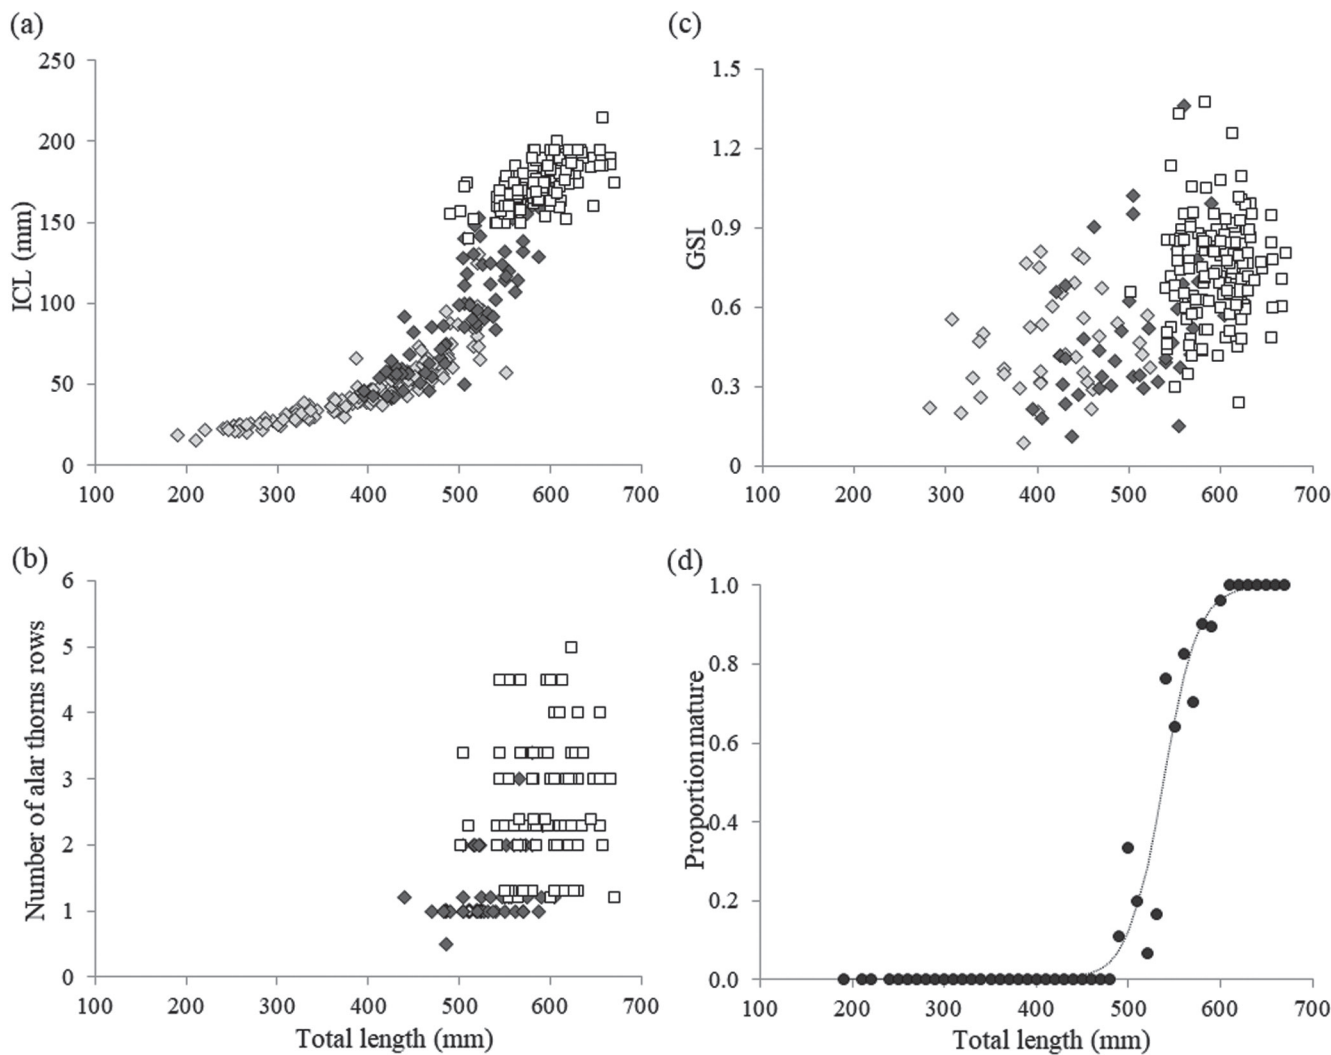 (a)
250
200
150
100
50
0
ICL (mm)
100 200 300 400 500 600 700
(c)
1.5
1.2
0.9
0.6
0.3
0
GSI
100 200 300 400 500 600 700
(b)
6
5
4
3
2
1
0
Number of alar thorns rows
100 200 300 400 500 600 700
Total length (mm)
(d)
1.0
0.8
0.6
0.4
0.2
0.0
Proportion mature
100 200 300 400 500 600 700
Total length (mm)